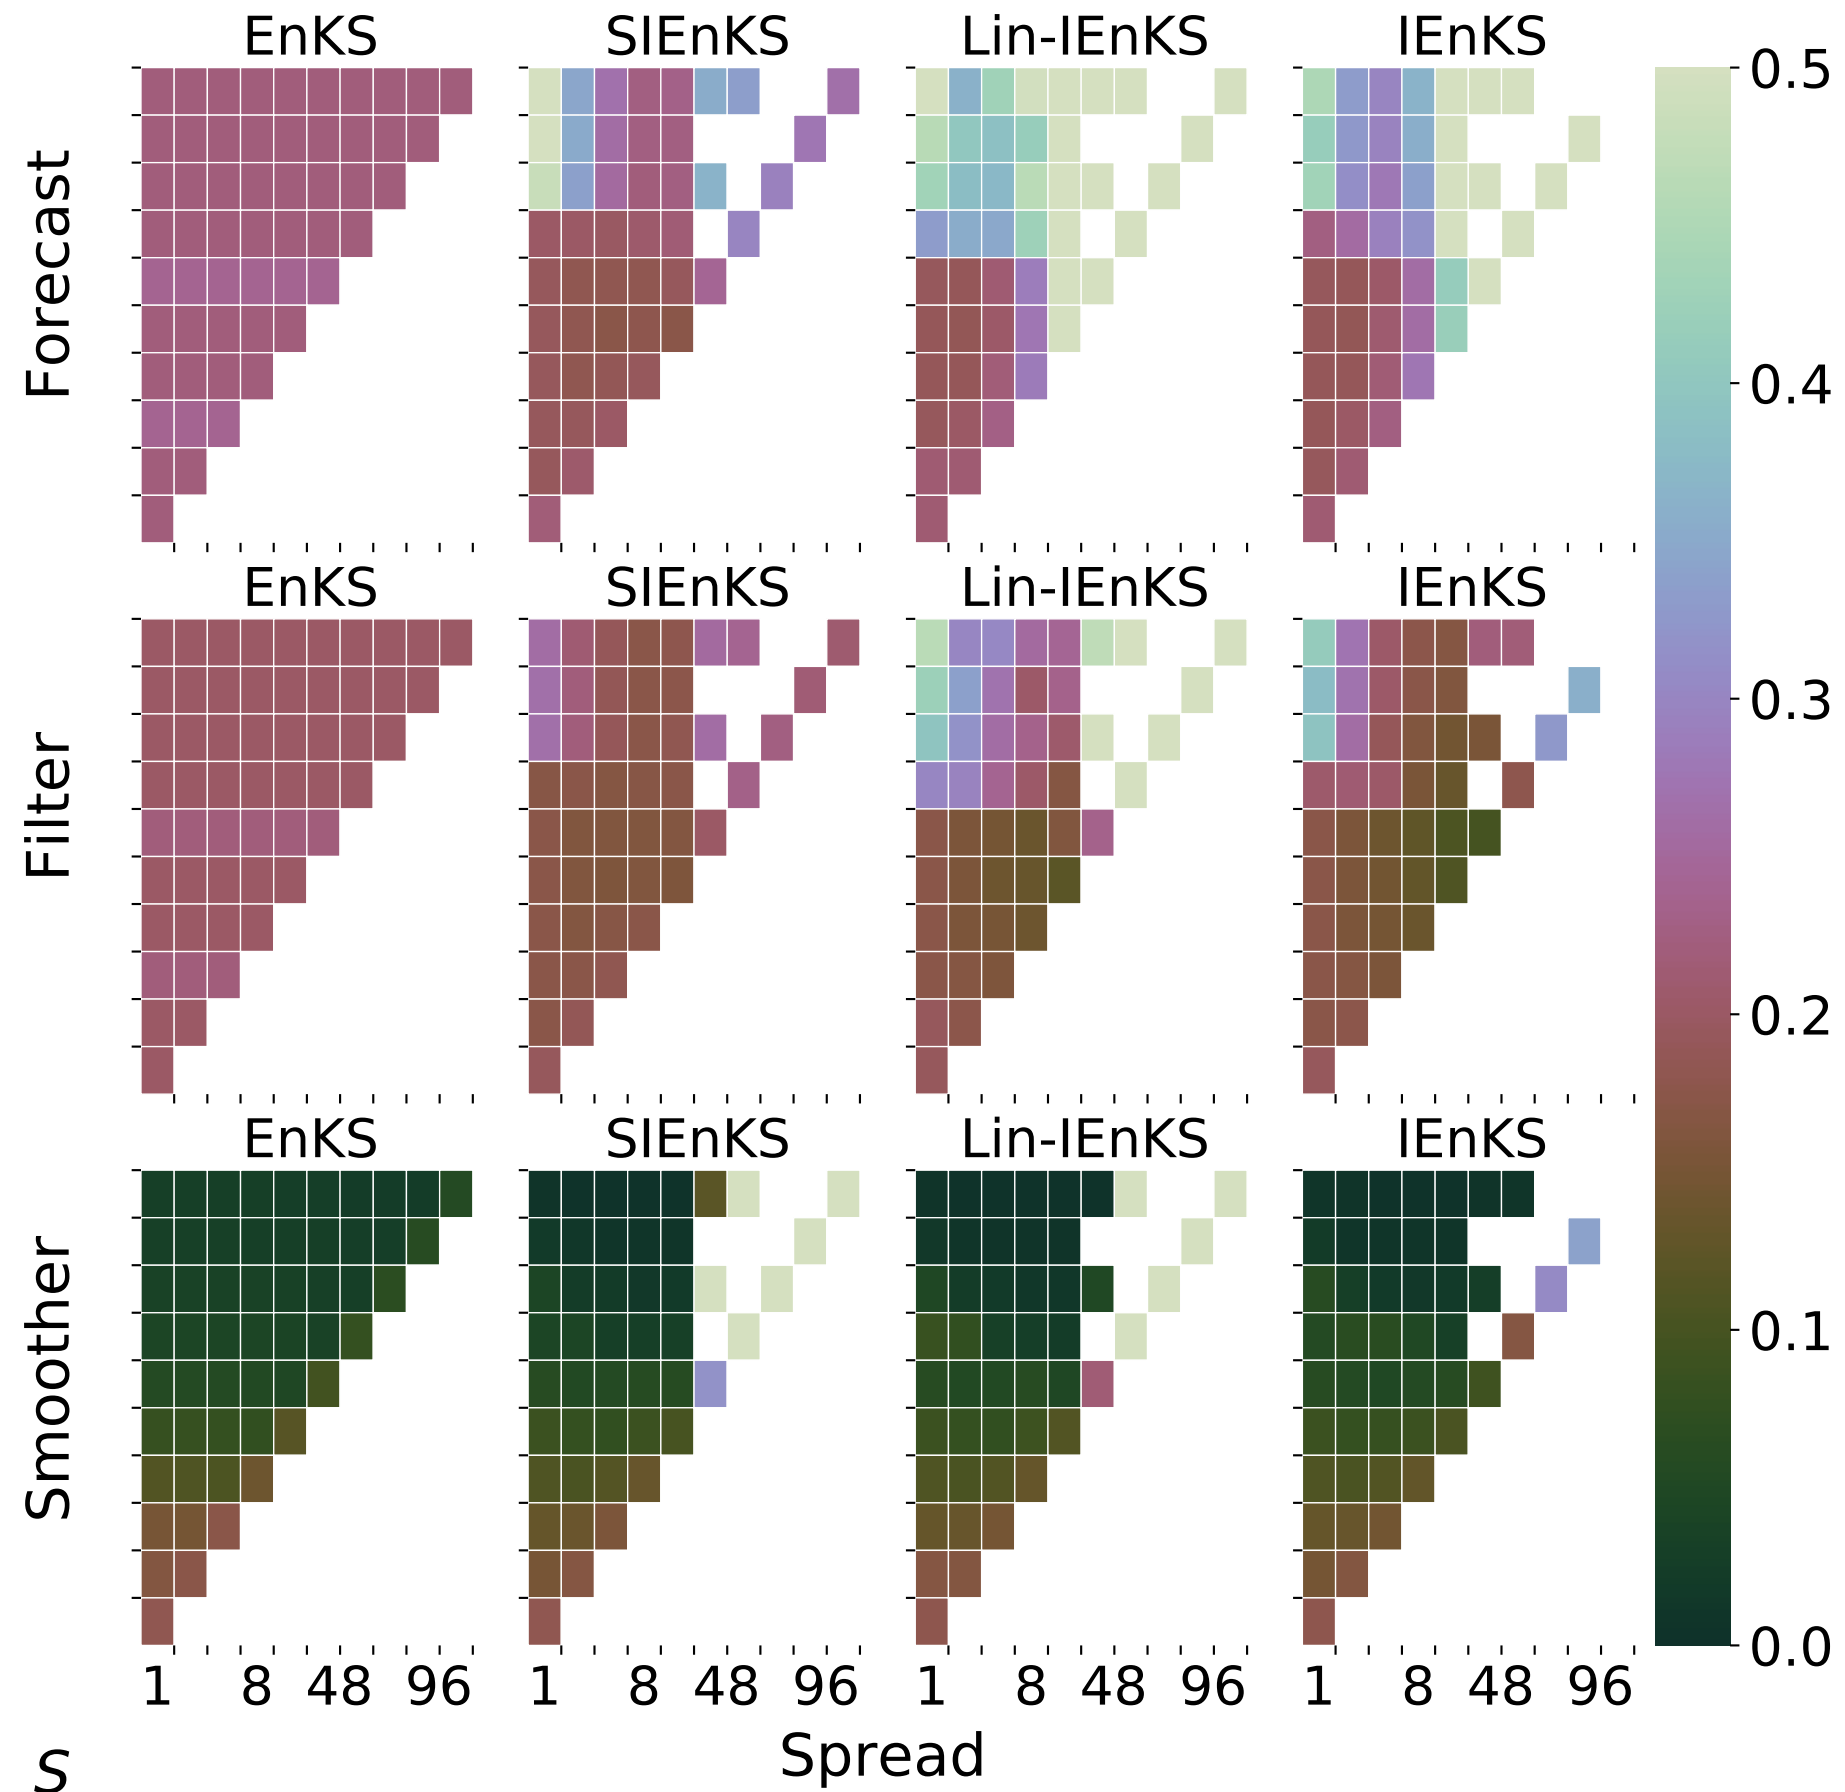 EnKS SIEnKS Lin-IEnKS IEnKS
Forecast
EnKS SIEnKS Lin-IEnKS IEnKS
Filter
EnKS SIEnKS Lin-IEnKS IEnKS
Smoother
0.5
0.4
0.3
0.2
0.1
0.0
1 8 48 96 1 8 48 96 1 8 48 96 1 8 48 96
Spread
S